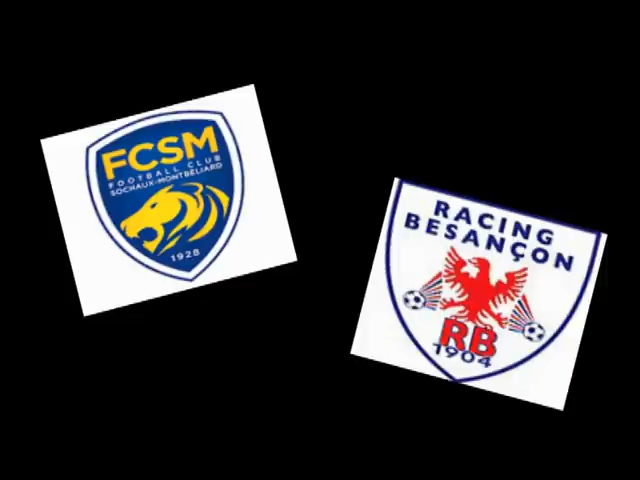 FCSM
FOOTBALL CLUB
SOCHAUX-MONTBÉLIARD
1928
RACING
BESANÇON
RB
1904